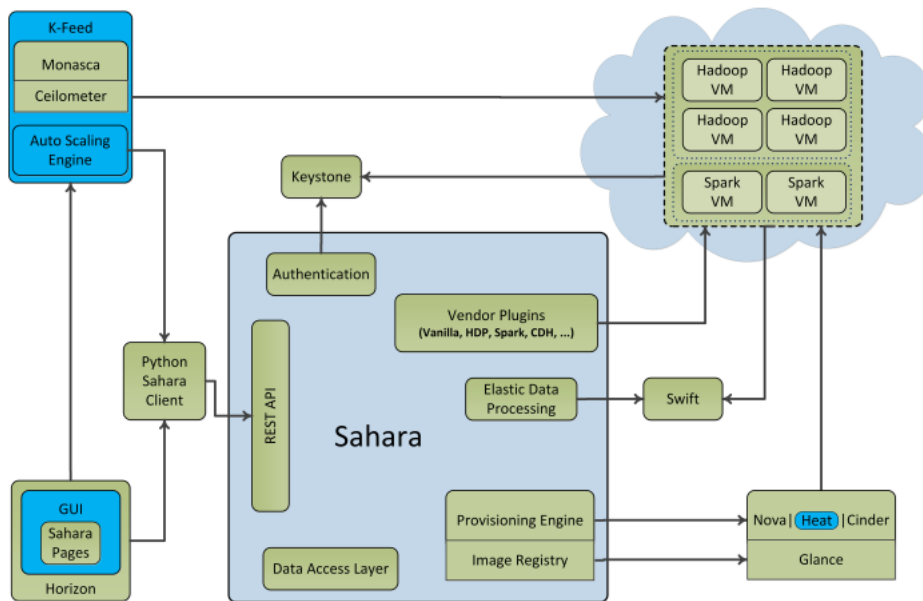 K-Feed
Monasca
Ceilometer
Auto Scaling
Engine
Hadoop
VM
Hadoop
VM
Hadoop
VM
Hadoop
VM
Spark
VM
Spark
VM
Keystone
Authentication
Vendor Plugins
(Vanilla, HDP, Spark, CDH, ...)
Python
Sahara
Client
REST API
Elastic Data
Processing
Swift
Sahara
GUI
Sahara
Pages
Horizon
Provisioning Engine
Image Registry
Data Access Layer
Nova|Heat|Cinder
Glance